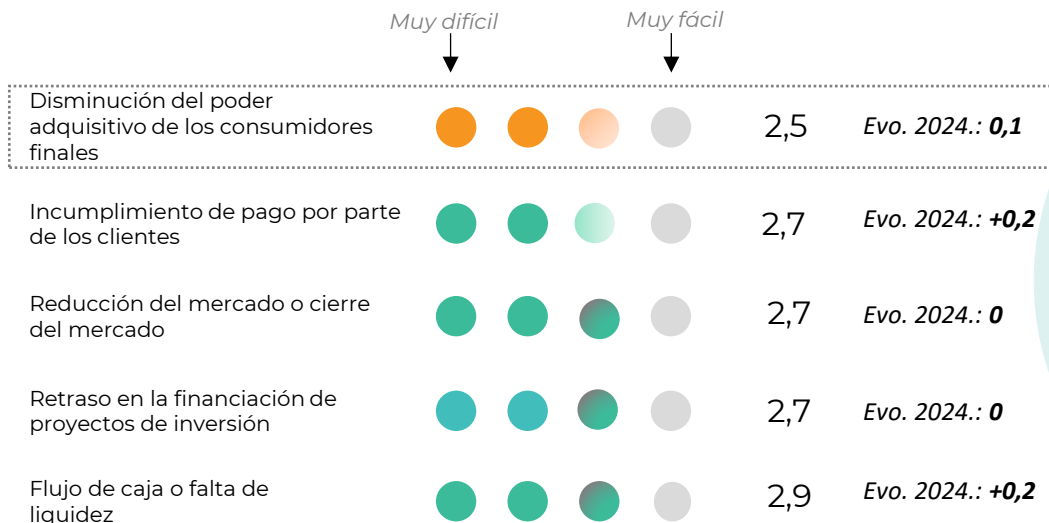 Muy difícil
Muy fácil
Disminución del poder
adquisitivo de los consumidores
finales
2,5
Evo. 2024.: 0,1
Incumplimiento de pago por parte
de los clientes
2,7
Evo. 2024.: +0,2
Reducción del mercado o cierre
del mercado
2,7
Evo. 2024.: 0
Retraso en la financiación de
proyectos de inversión
2,7
Evo. 2024.: 0
Flujo de caja o falta de
liquidez
2,9
Evo. 2024.: +0,2